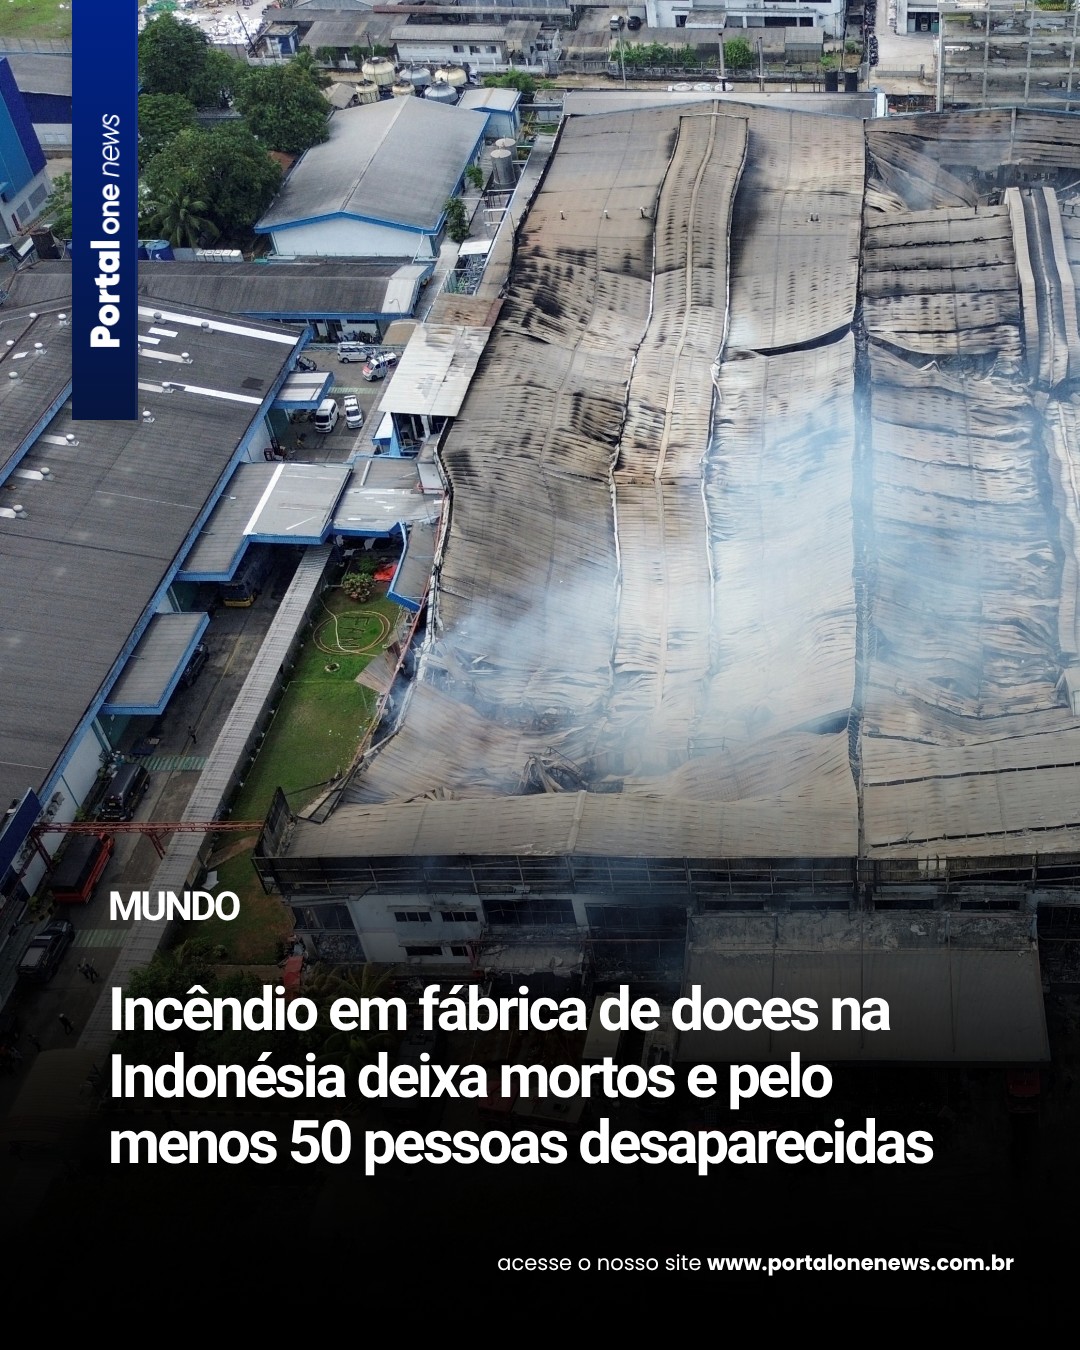 Portal one news
MUNDO
Incêndio em fábrica de doces na
Indonésia deixa mortos e pelo
menos 50 pessoas desaparecidas
acesse o nosso site www.portalonenews.com.br